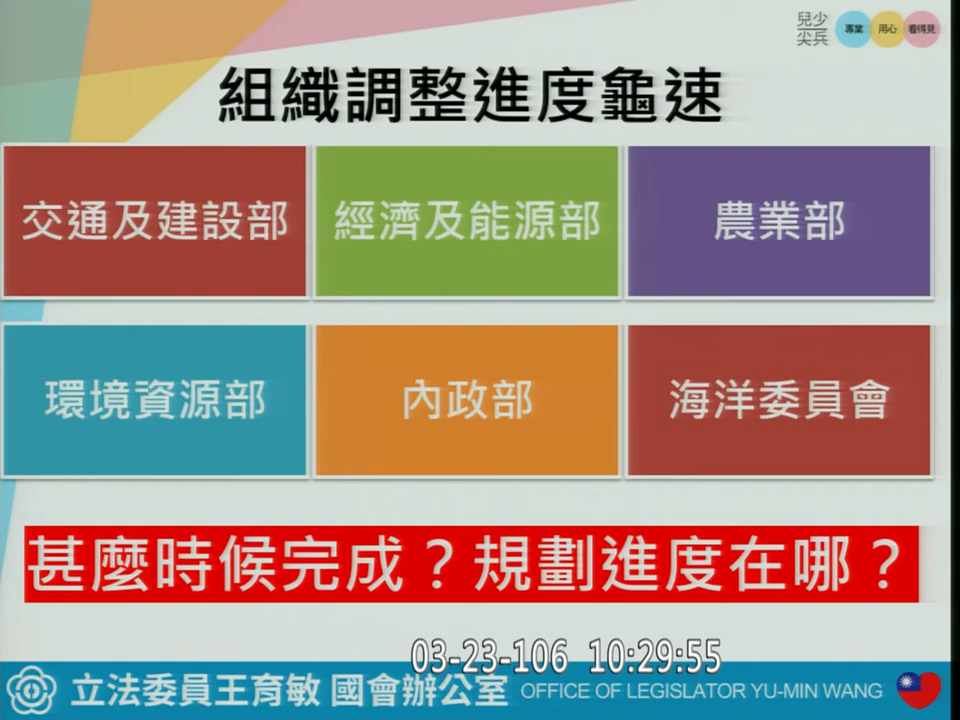 兒少
尖兵
專業 用心 看得見
組織調整進度龜速
交通及建設部 經濟及能源部 農業部
環境資源部 內政部 海洋委員會
甚麼時候完成？規劃進度在哪？
03-23-106 10:29:55
立法委員王育敏 國會辦公室 OFFICE OF LEGISLATOR YU-MIN WANG